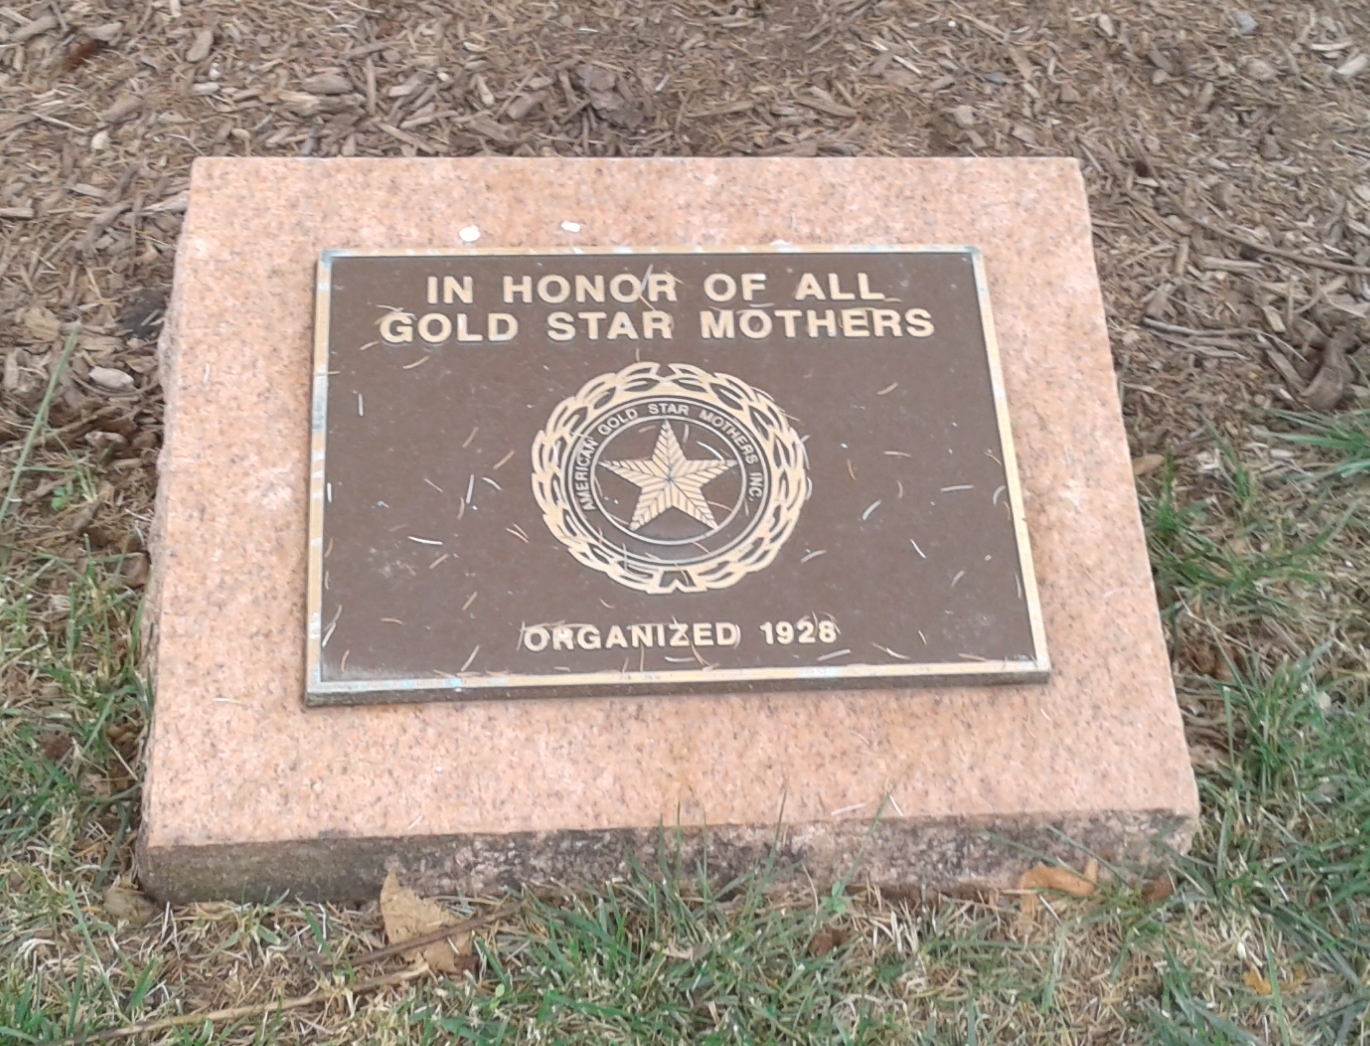 IN HONOR OF ALL
GOLD STAR MOTHERS
AMERICAN GOLD STAR MOTHERS INC.
ORGANIZED 1928